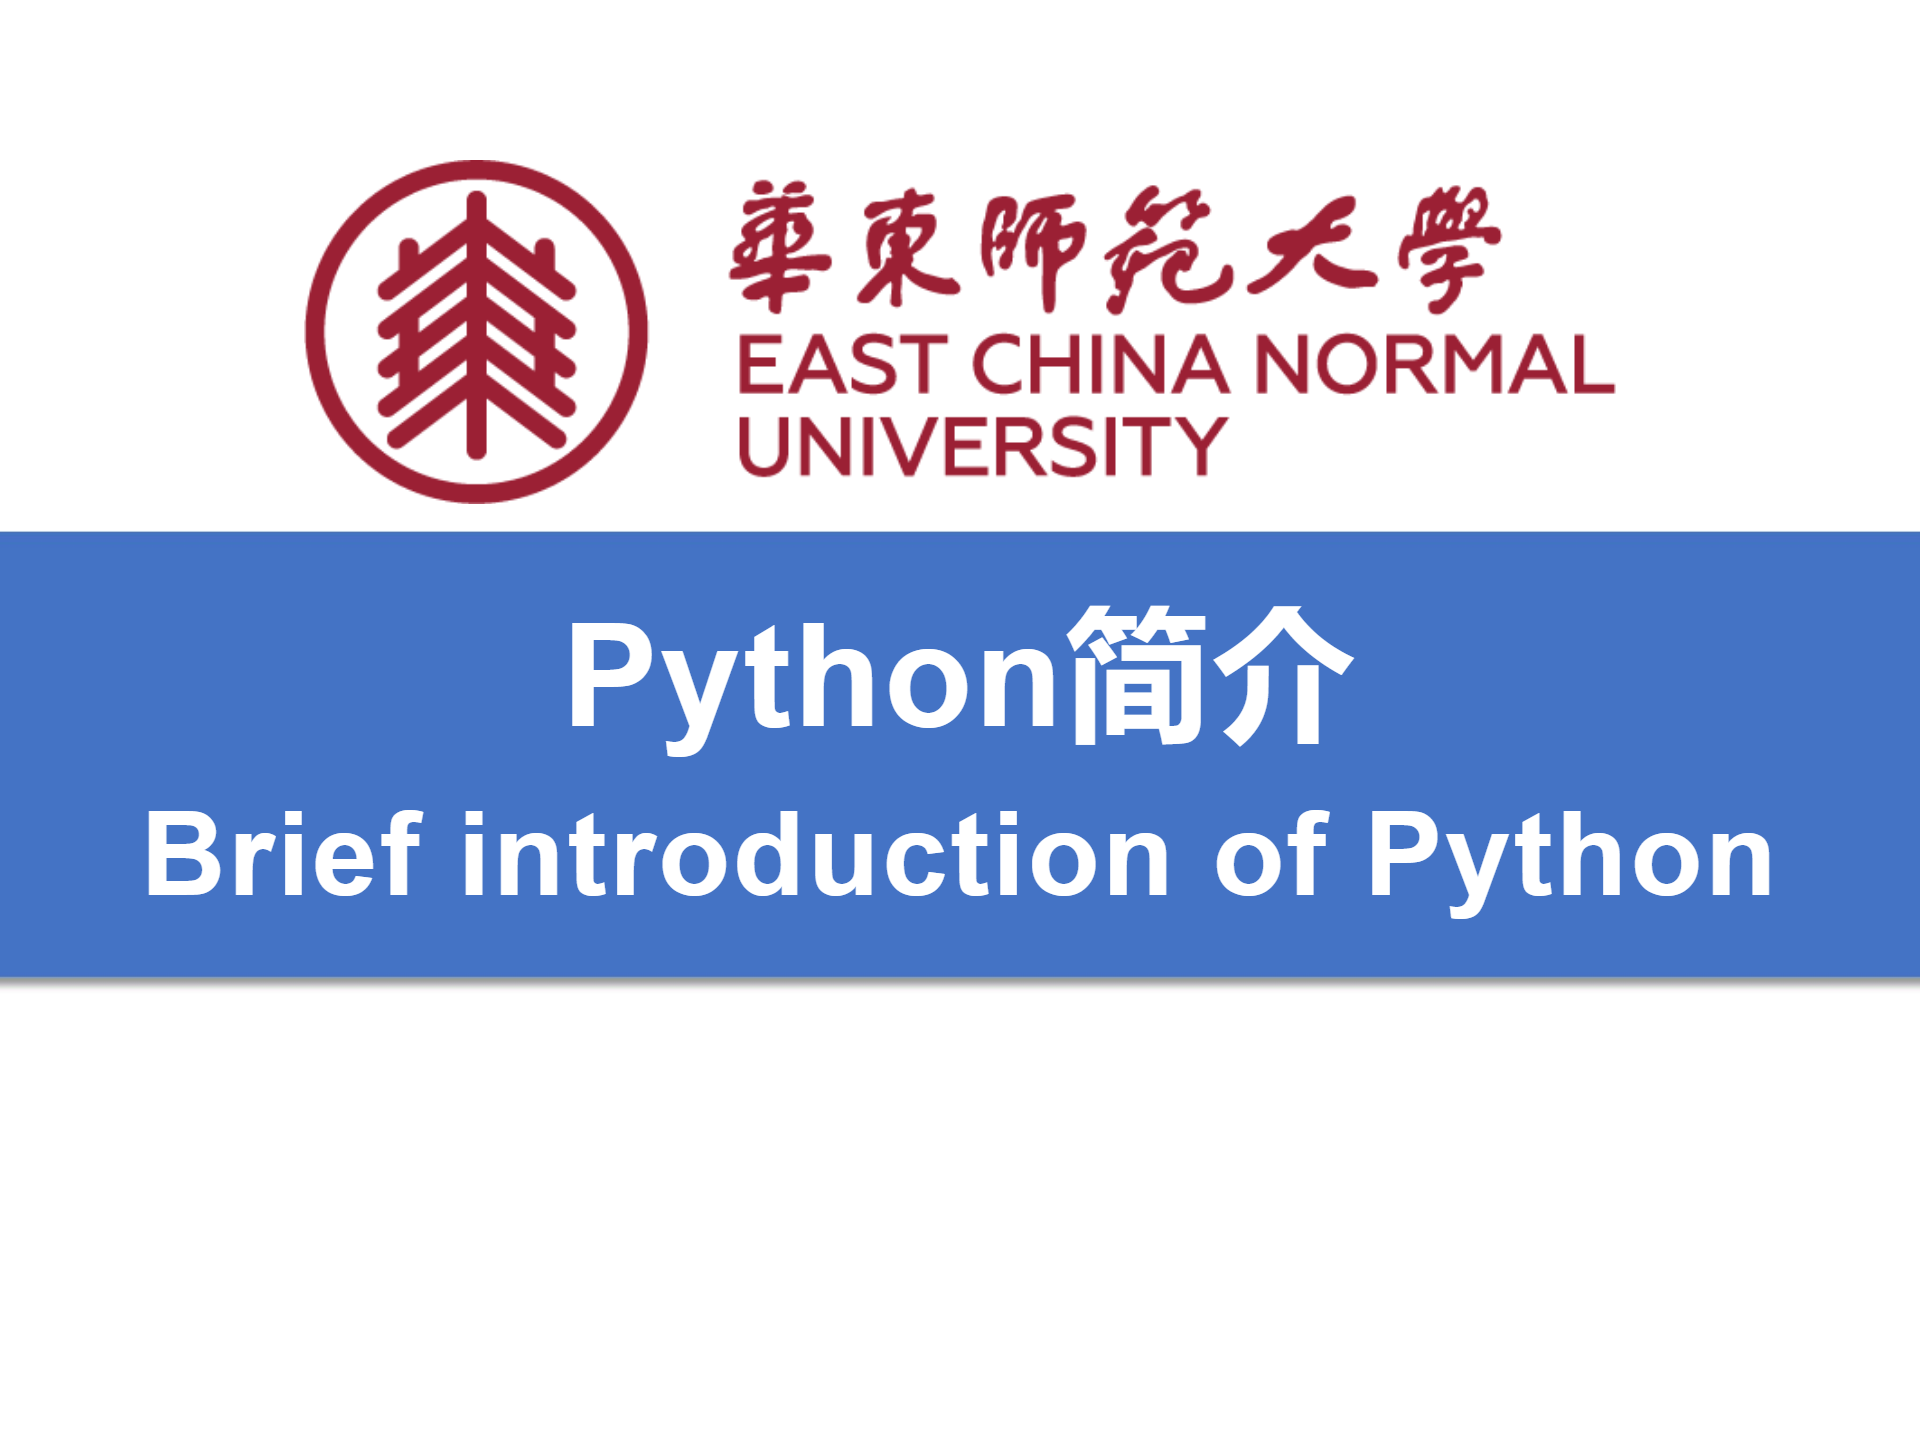 華東師範大學
EAST CHINA NORMAL
UNIVERSITY
Python简介
Brief introduction of Python